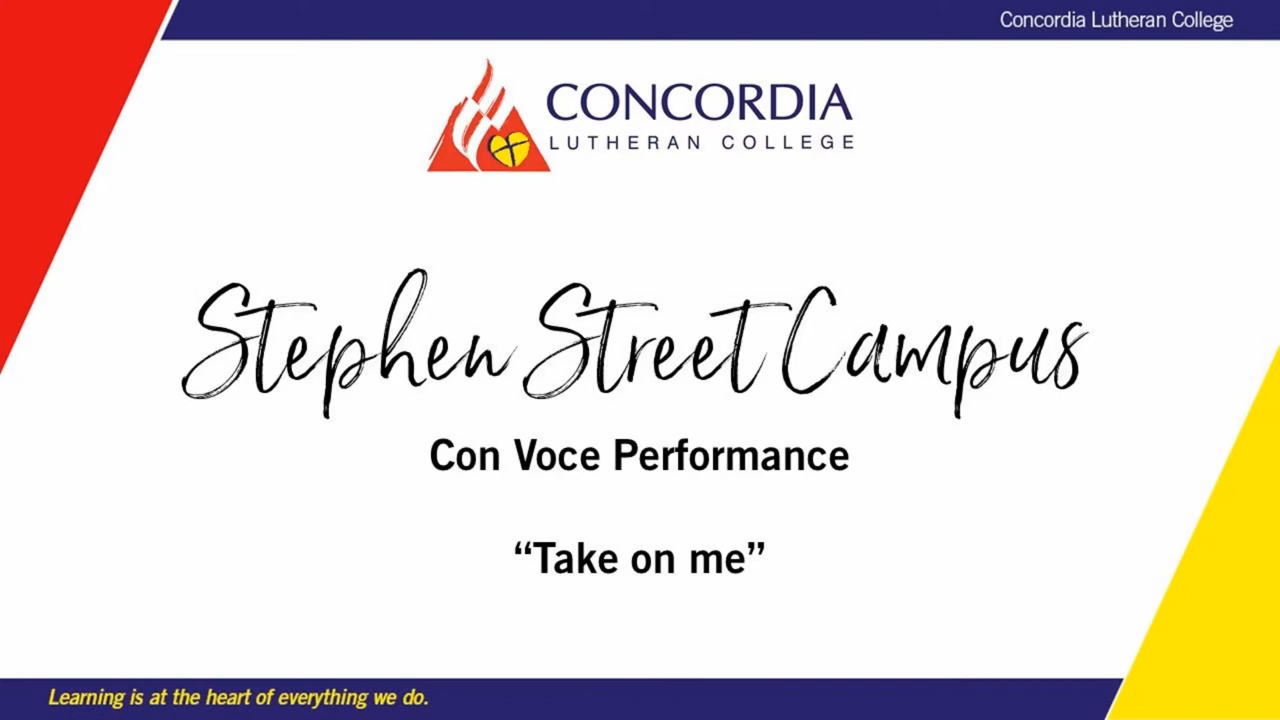 Concordia Lutheran College
CONCORDIA
LUTHERAN COLLEGE
Stephen Street Campus
Con Voce Performance
“Take on me”
Learning is at the heart of everything we do.